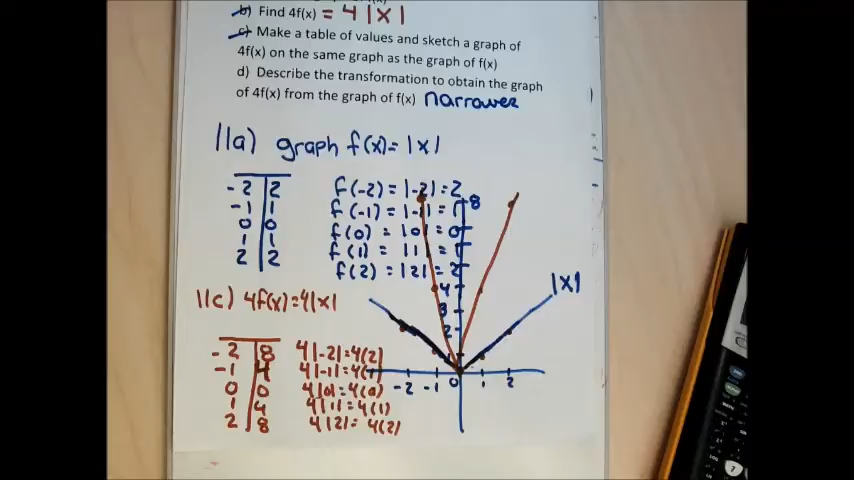 b) Find 4f(x) = 4|x|
c) Make a table of values and sketch a graph of
4f(x) on the same graph as the graph of f(x)
d) Describe the transformation to obtain the graph
of 4f(x) from the graph of f(x) narrower
11a) graph f(x) = |x|
-2 2
-1 1
0 0
1 1
2 2
f(-2) = |-2| = 2
f(-1) = |-1| = 1
f(0) = |0| = 0
f(1) = |1| = 1
f(2) = |2| = 2
8
4
3
2
1
-2 -1 0 1 2
|x|
11c) 4f(x) = 4|x|
-2 8
-1 4
0 0
1 4
2 8
4|-2| = 4(2)
4|-1| = 4(1)
4|0| = 4(0)
4|1| = 4(1)
4|2| = 4(2)